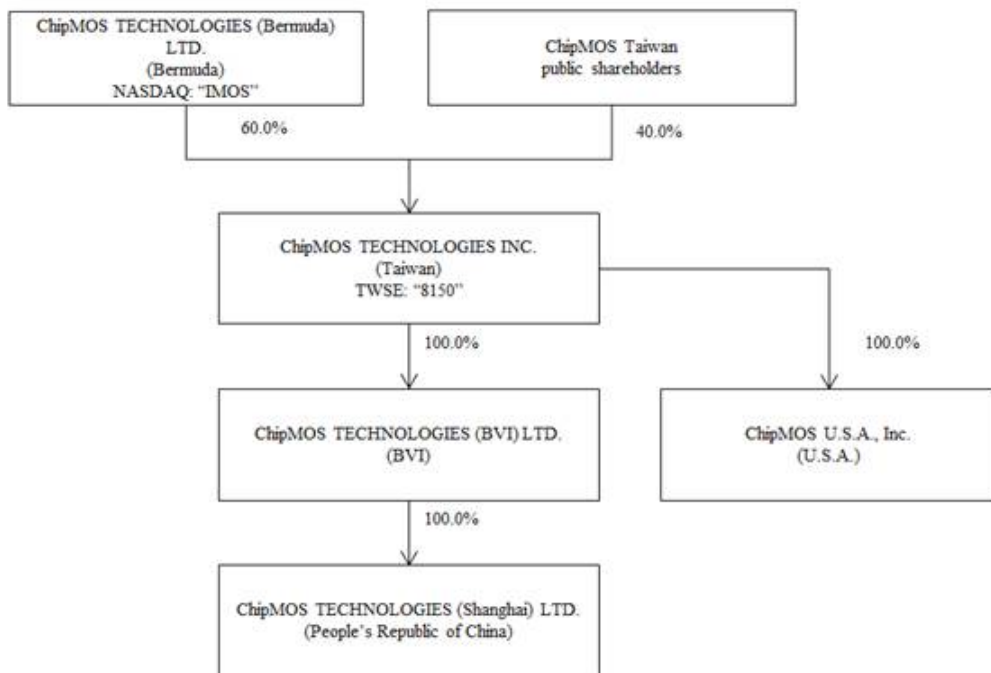 ChipMOS TECHNOLOGIES (Bermuda)
LTD.
(Bermuda)
NASDAQ: “IMOS”
ChipMOS Taiwan
public shareholders
60.0%
40.0%
ChipMOS TECHNOLOGIES INC.
(Taiwan)
TWSE: “8150”
100.0%
100.0%
ChipMOS TECHNOLOGIES (BVI) LTD.
(BVI)
ChipMOS U.S.A., Inc.
(U.S.A.)
100.0%
ChipMOS TECHNOLOGIES (Shanghai) LTD.
(People’s Republic of China)